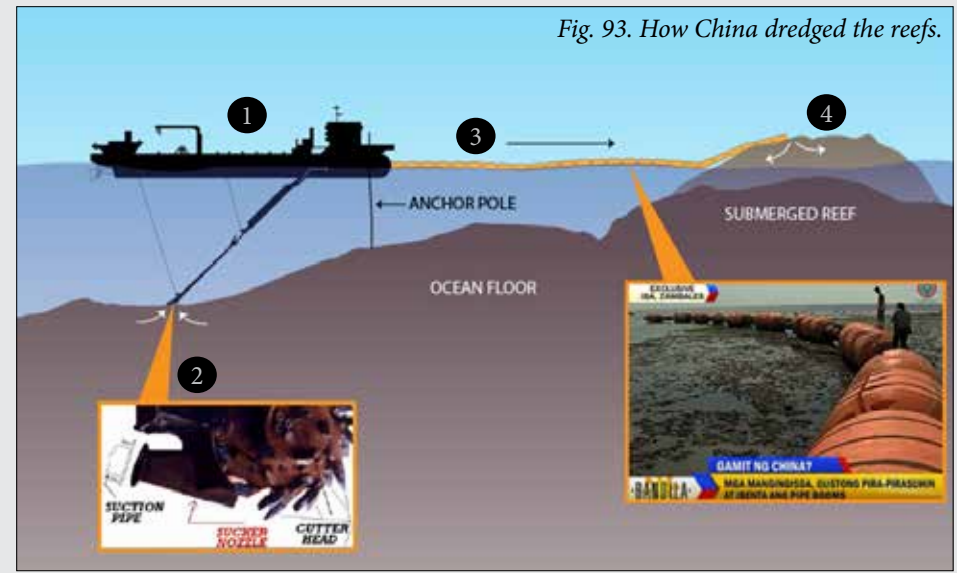 Fig. 93. How China dredged the reefs.
1
3
4
ANCHOR POLE
SUBMERGED REEF
OCEAN FLOOR
2
SUCTION
PIPE
SUCKER
NOZZLE
CUTTER
HEAD
EXCLUSIVE
IBA, ZAMBALES
GAMIT NG CHINA?
BANDILA
MGA MANGINGISDA, GUSTONG PIRA-PIRASUHIN
AT IBENTA ANG PIPE BOOMS